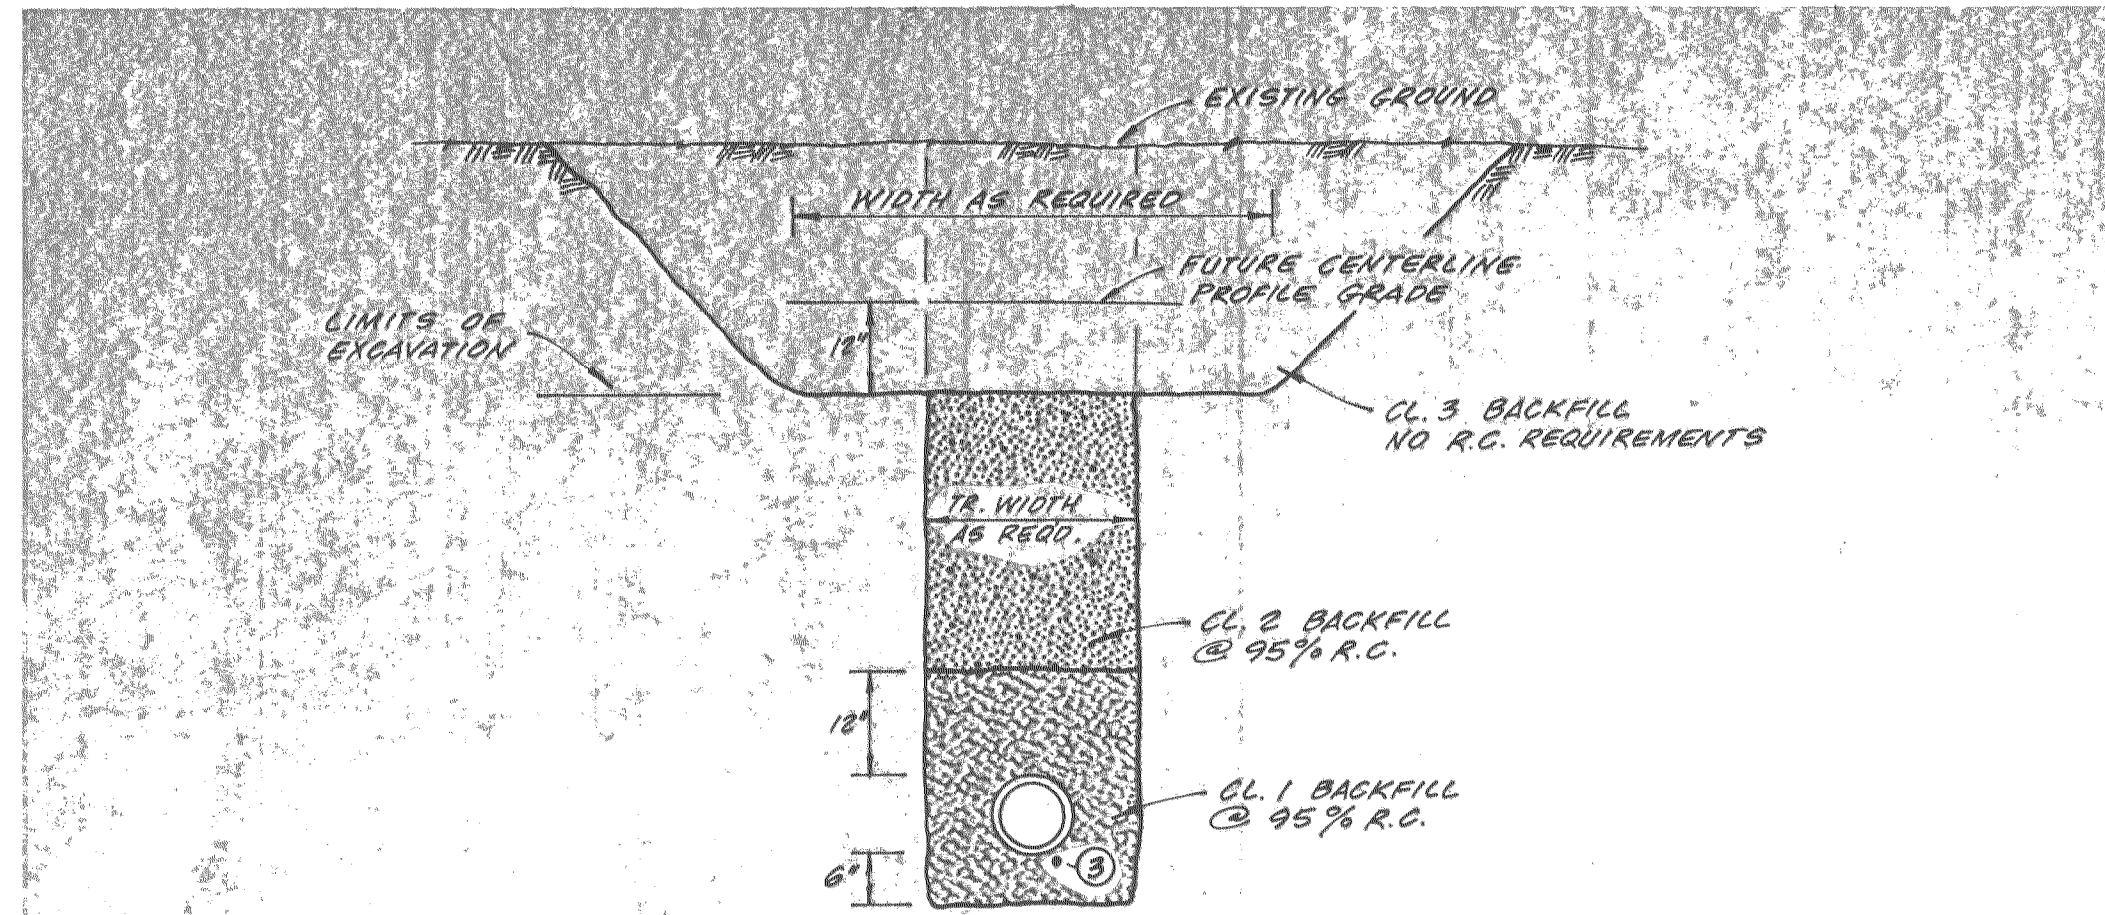 EXISTING GROUND
WIDTH AS REQUIRED
FUTURE CENTERLINE
PROFILE GRADE
LIMITS OF
EXCAVATION
12"
CL. 3 BACKFILL
NO R.C. REQUIREMENTS
TR. WIDTH
AS REQD.
CL. 2 BACKFILL
@ 95% R.C.
12"
CL. 1 BACKFILL
@ 95% R.C.
6"
3